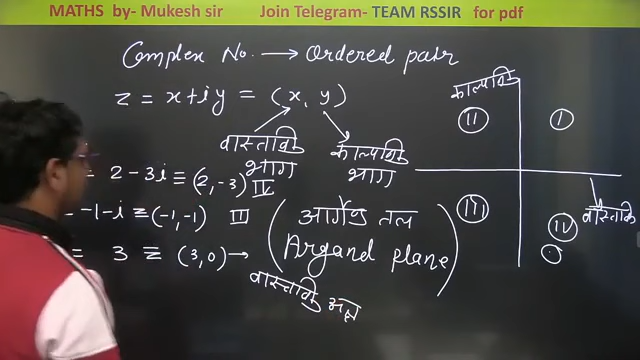 MATHS by- Mukesh sir Join Telegram- TEAM RSSIR for pdf
Complex No. → Ordered pair
z = x+iy = (x, y)
वास्तविक भाग
काल्पनिक भाग
काल्पनिक
II I
III IV
वास्तविक
= 2 - 3i ≡ (2, -3) IV
-1-i ≡ (-1, -1) III
= 3 ≡ (3, 0) →
वास्तविक अक्ष
(आर्गेण्ड तल
Argand plane)